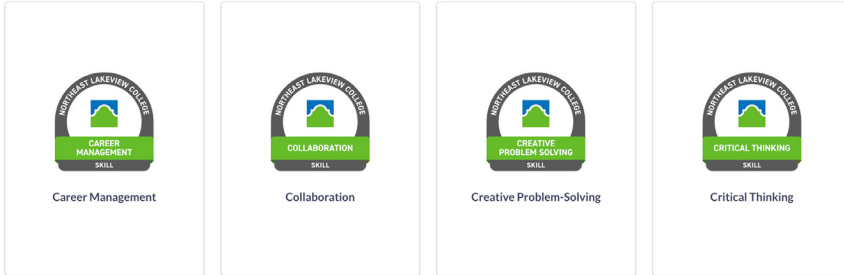 NORTHEAST LAKEVIEW COLLEGE
CAREER
MANAGEMENT
SKILL
Career Management
NORTHEAST LAKEVIEW COLLEGE
COLLABORATION
SKILL
Collaboration
NORTHEAST LAKEVIEW COLLEGE
CREATIVE
PROBLEM SOLVING
SKILL
Creative Problem-Solving
NORTHEAST LAKEVIEW COLLEGE
CRITICAL THINKING
SKILL
Critical Thinking